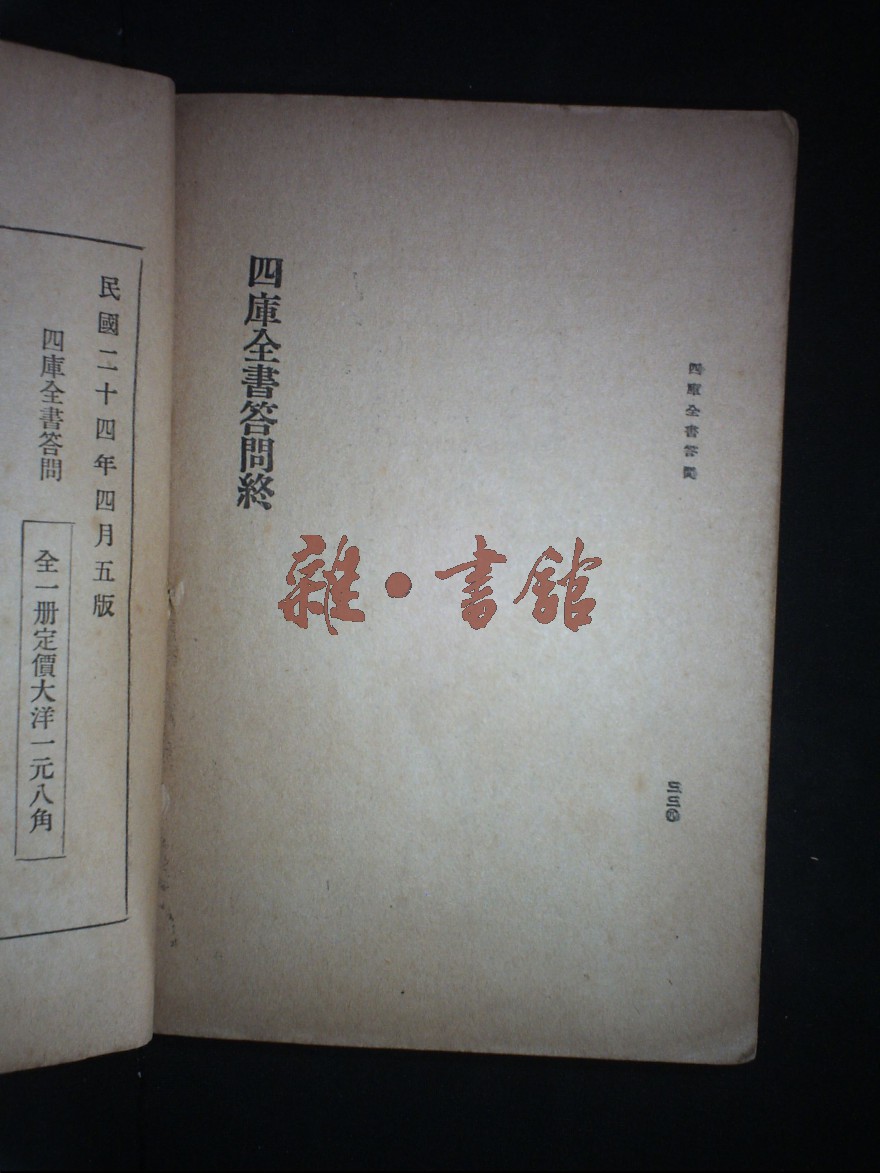 四庫全書答問
四庫全書答問終
雜·書館
民國二十四年四月五版
四庫全書答問
全一册定價大洋一元八角